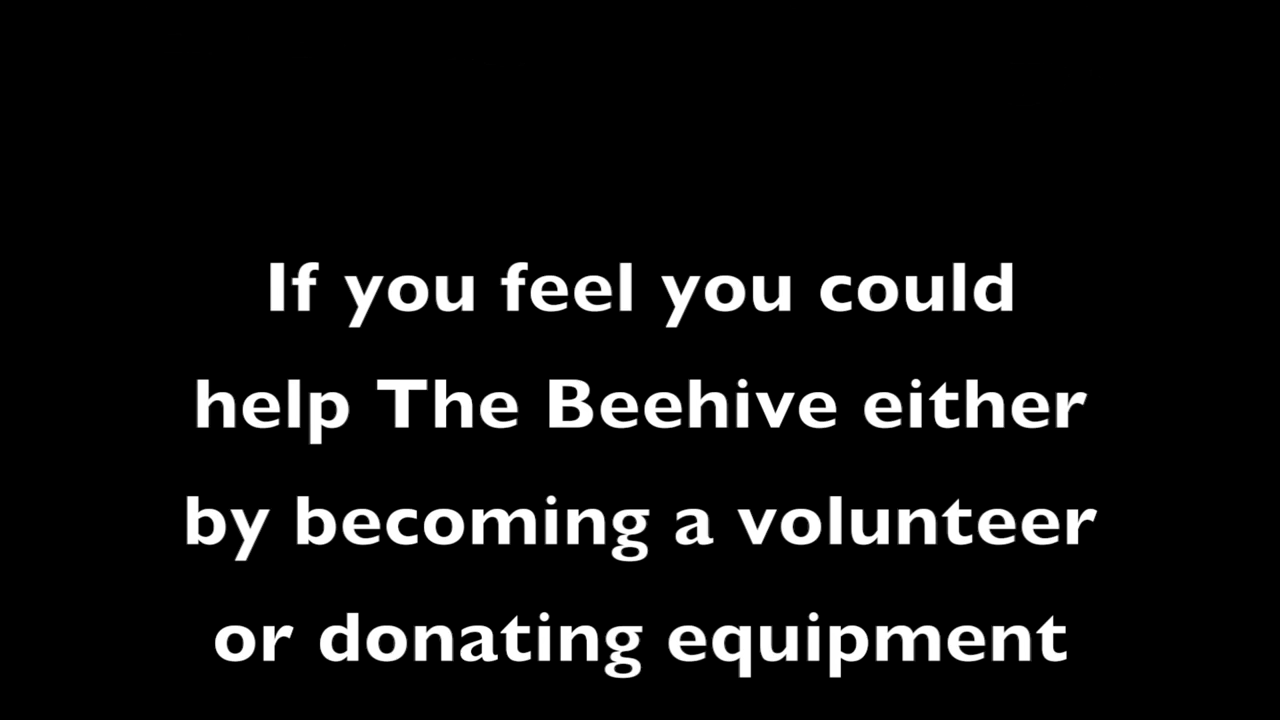 If you feel you could
help The Beehive either
by becoming a volunteer
or donating equipment